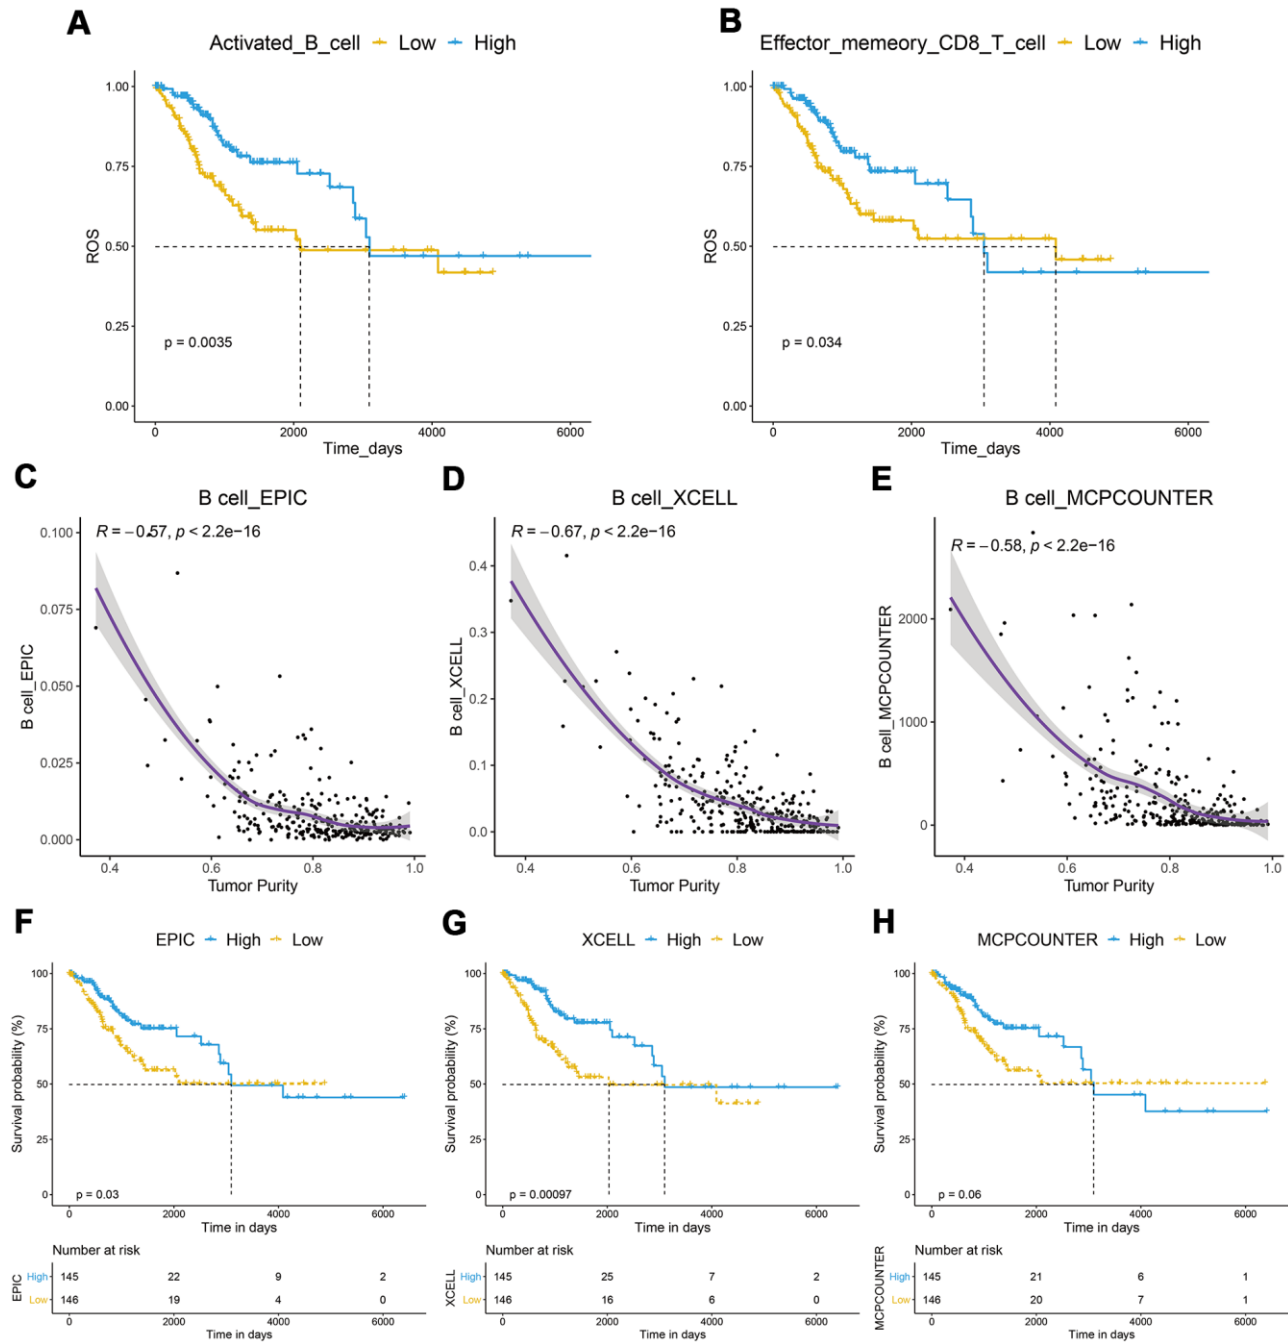 A
Activated_B_cell Low High
ROS
1.00
0.75
0.50
0.25
0.00
p = 0.0035
0 2000 4000 6000
Time_days
B
Effector_memeory_CD8_T_cell Low High
ROS
1.00
0.75
0.50
0.25
0.00
p = 0.034
0 2000 4000 6000
Time_days
C
B cell_EPIC
R = −0.57, p < 2.2e−16
B cell_EPIC
0.100
0.075
0.050
0.025
0.000
0.4 0.6 0.8 1.0
Tumor Purity
D
B cell_XCELL
R = −0.67, p < 2.2e−16
B cell_XCELL
0.4
0.3
0.2
0.1
0.0
0.4 0.6 0.8 1.0
Tumor Purity
E
B cell_MCPCOUNTER
R = −0.58, p < 2.2e−16
B cell_MCPCOUNTER
2000
1000
0
0.4 0.6 0.8 1.0
Tumor Purity
F
EPIC High Low
Survival probability (%)
100
75
50
25
0
p = 0.03
0 2000 4000 6000
Time in days
Number at risk
EPIC
High 145 22 9 2
Low 146 19 4 0
0 2000 4000 6000
Time in days
G
XCELL High Low
Survival probability (%)
100
75
50
25
0
p = 0.00097
0 2000 4000 6000
Time in days
Number at risk
XCELL
High 145 25 7 2
Low 146 16 6 0
0 2000 4000 6000
Time in days
H
MCPCOUNTER High Low
Survival probability (%)
100
75
50
25
0
p = 0.06
0 2000 4000 6000
Time in days
Number at risk
MCPCOUNTER
High 145 21 6 1
Low 146 20 7 1
0 2000 4000 6000
Time in days